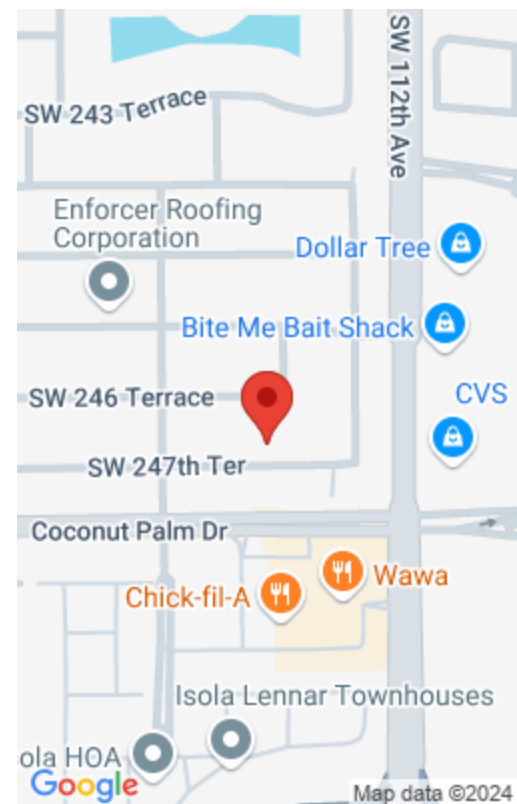 SW 112th Ave
SW 243 Terrace
Enforcer Roofing
Corporation
Dollar Tree
Bite Me Bait Shack
SW 246 Terrace
CVS
SW 247th Ter
Coconut Palm Dr
Wawa
Chick-fil-A
Isola Lennar Townhouses
ola HOA
Google
Map data ©2024